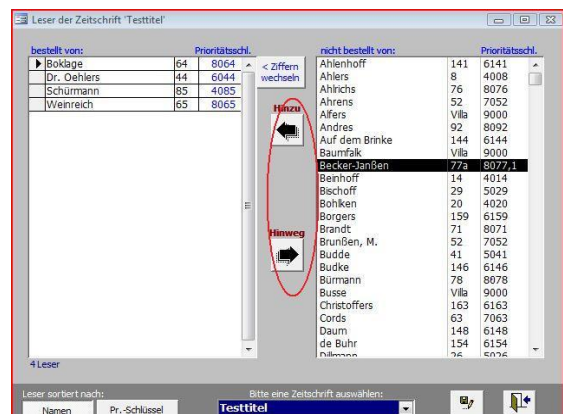 Leser der Zeitschrift 'Testtitel'
bestellt von: Prioritätsschl.
Boklage 64 8064
Dr. Oehlers 44 6044
Schürmann 85 4085
Weinreich 65 8065
< Ziffern
wechseln
Hinzu
Hinweg
nicht bestellt von: Prioritätsschl.
Ahlenhoff 141 6141
Ahlers 8 4008
Ahlrichs 76 8076
Ahrens 52 7052
Alfers Villa 9000
Andres 92 8092
Auf dem Brinke 144 6144
Baumfalk Villa 9000
Becker-Janßen 77a 8077,1
Beinhoff 14 4014
Bischoff 29 5029
Bohlken 20 4020
Borgers 159 6159
Brandt 71 8071
Brunßen, M. 52 7052
Budde 41 5041
Budke 146 6146
Bürmann 78 8078
Busse Villa 9000
Christoffers 163 6163
Cords 63 7063
Daum 148 6148
de Buhr 154 6154
Dillmann 26 5026
4 Leser
Leser sortiert nach:
Namen Pr.-Schlüssel
Bitte eine Zeitschrift auswählen:
Testtitel